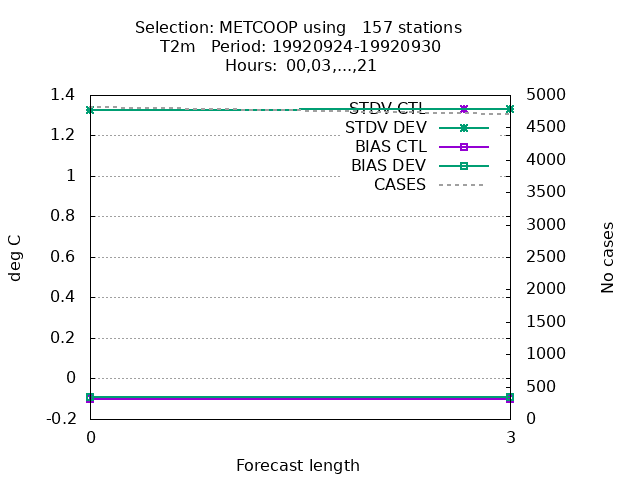 Selection: METCOOP using   157 stations
T2m   Period: 19920924-19920930
Hours: 00,03,...,21
1.4
1.2
1
0.8
0.6
0.4
0.2
0
-0.2
5000
4500
4000
3500
3000
2500
2000
1500
1000
500
0
STDV CTL
STDV DEV
BIAS CTL
BIAS DEV
CASES
deg C
No cases
0
3
Forecast length